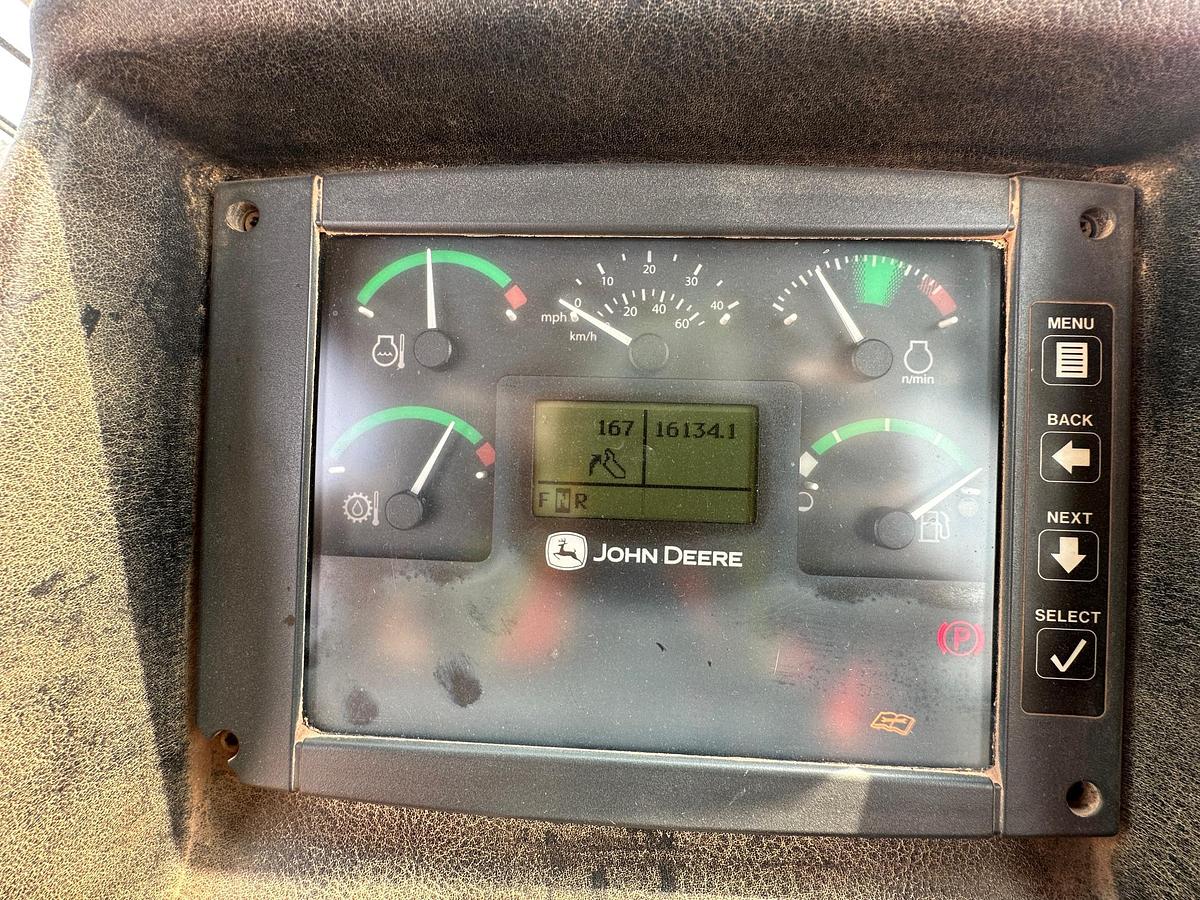 0
10
20
30
40
mph
20
40
60
km/h
n/min
167
16134.1
F N R
JOHN DEERE
MENU
BACK
NEXT
SELECT
P